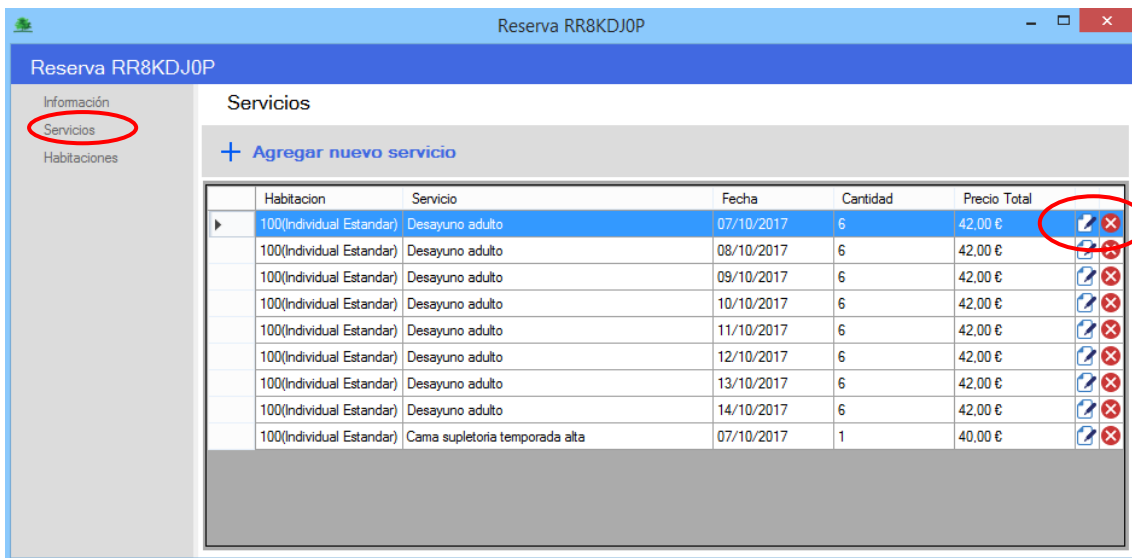 Reserva RR8KDJ0P
Reserva RR8KDJ0P
Información
Servicios
Habitaciones
Servicios
+ Agregar nuevo servicio
Habitacion Servicio Fecha Cantidad Precio Total
100(Individual Estandar) Desayuno adulto 07/10/2017 6 42,00 €
100(Individual Estandar) Desayuno adulto 08/10/2017 6 42,00 €
100(Individual Estandar) Desayuno adulto 09/10/2017 6 42,00 €
100(Individual Estandar) Desayuno adulto 10/10/2017 6 42,00 €
100(Individual Estandar) Desayuno adulto 11/10/2017 6 42,00 €
100(Individual Estandar) Desayuno adulto 12/10/2017 6 42,00 €
100(Individual Estandar) Desayuno adulto 13/10/2017 6 42,00 €
100(Individual Estandar) Desayuno adulto 14/10/2017 6 42,00 €
100(Individual Estandar) Cama supletoria temporada alta 07/10/2017 1 40,00 €